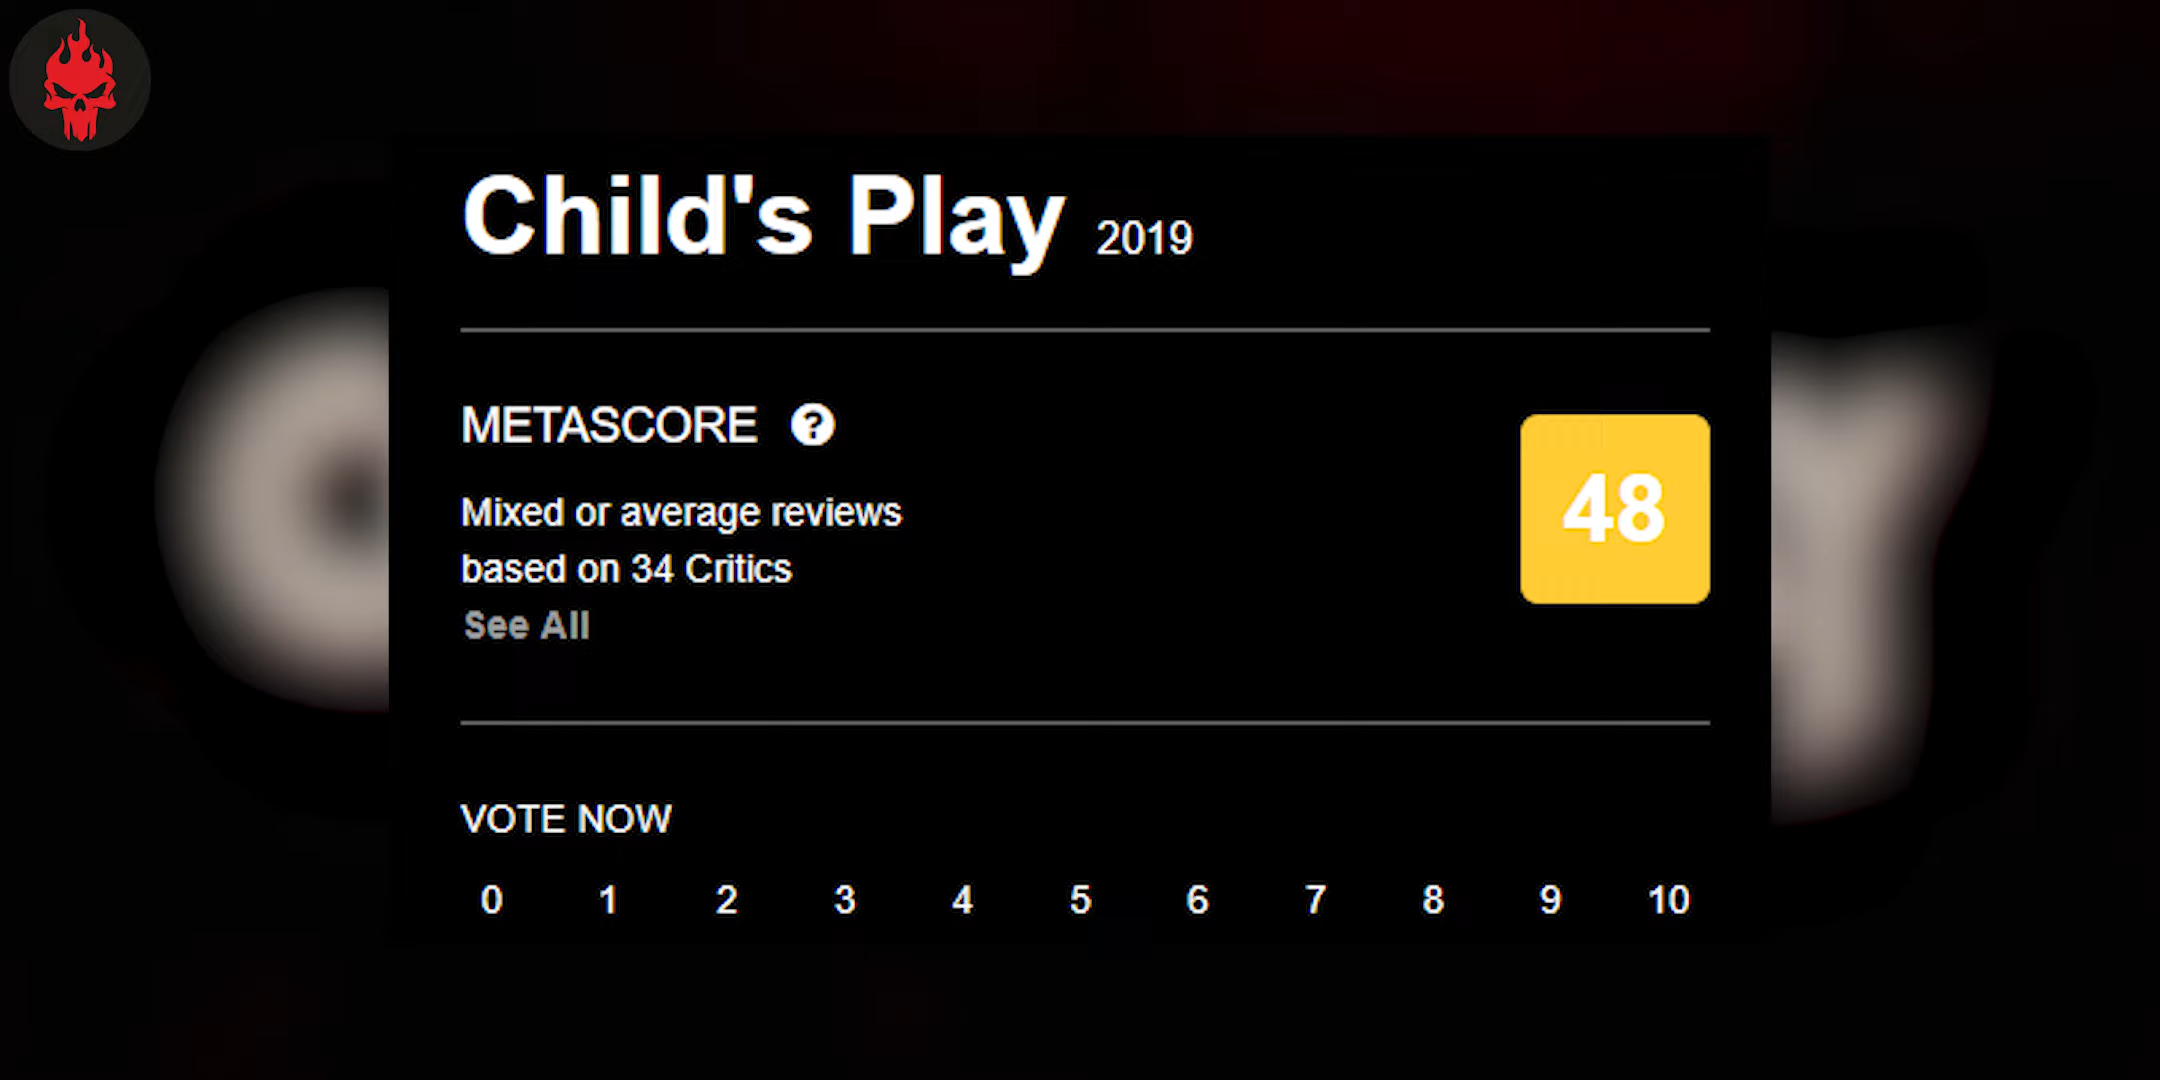 Child's Play 2019
METASCORE ?
Mixed or average reviews
based on 34 Critics
48
See All
VOTE NOW
0 1 2 3 4 5 6 7 8 9 10